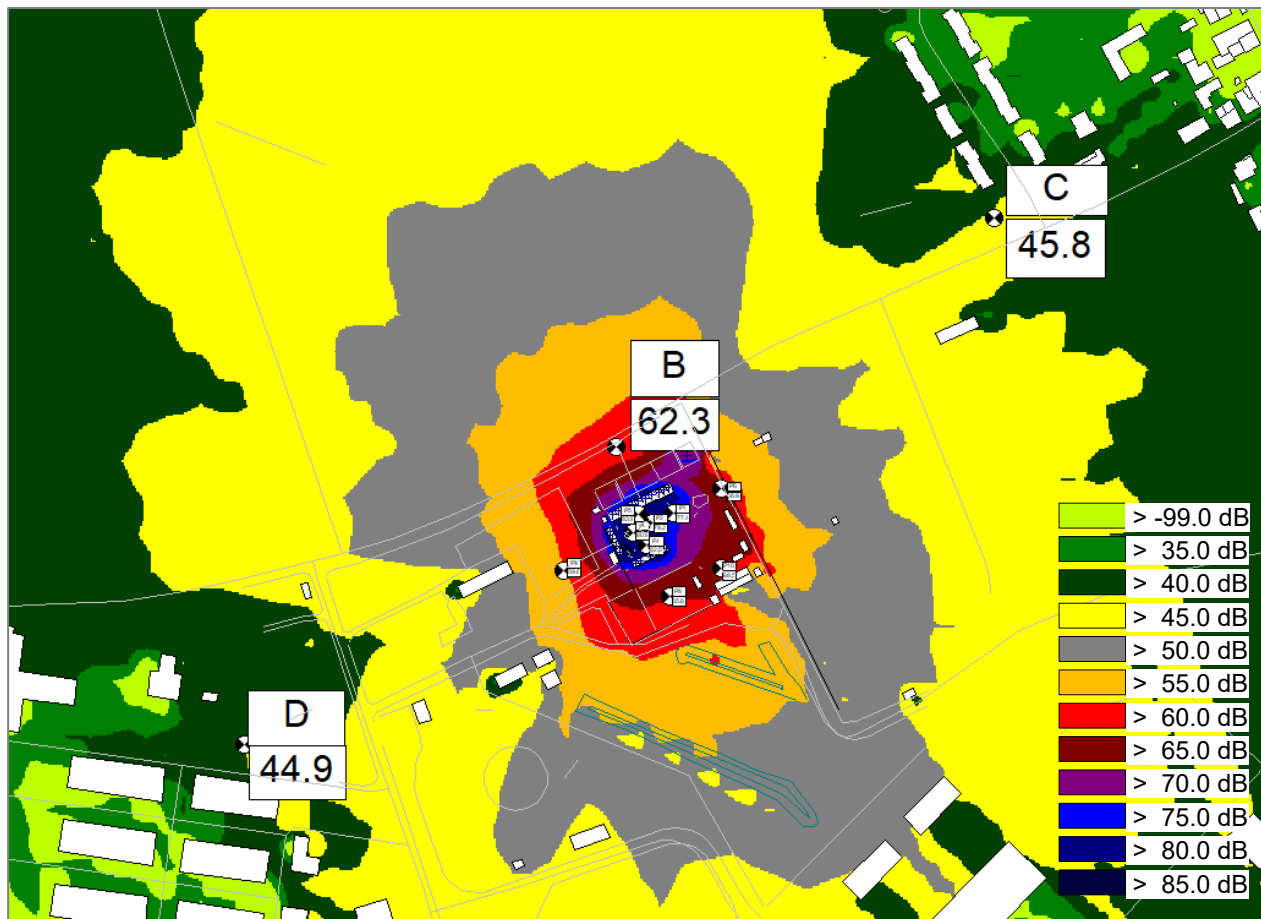 C
45.8
B
62.3
D
44.9
> -99.0 dB
> 35.0 dB
> 40.0 dB
> 45.0 dB
> 50.0 dB
> 55.0 dB
> 60.0 dB
> 65.0 dB
> 70.0 dB
> 75.0 dB
> 80.0 dB
> 85.0 dB